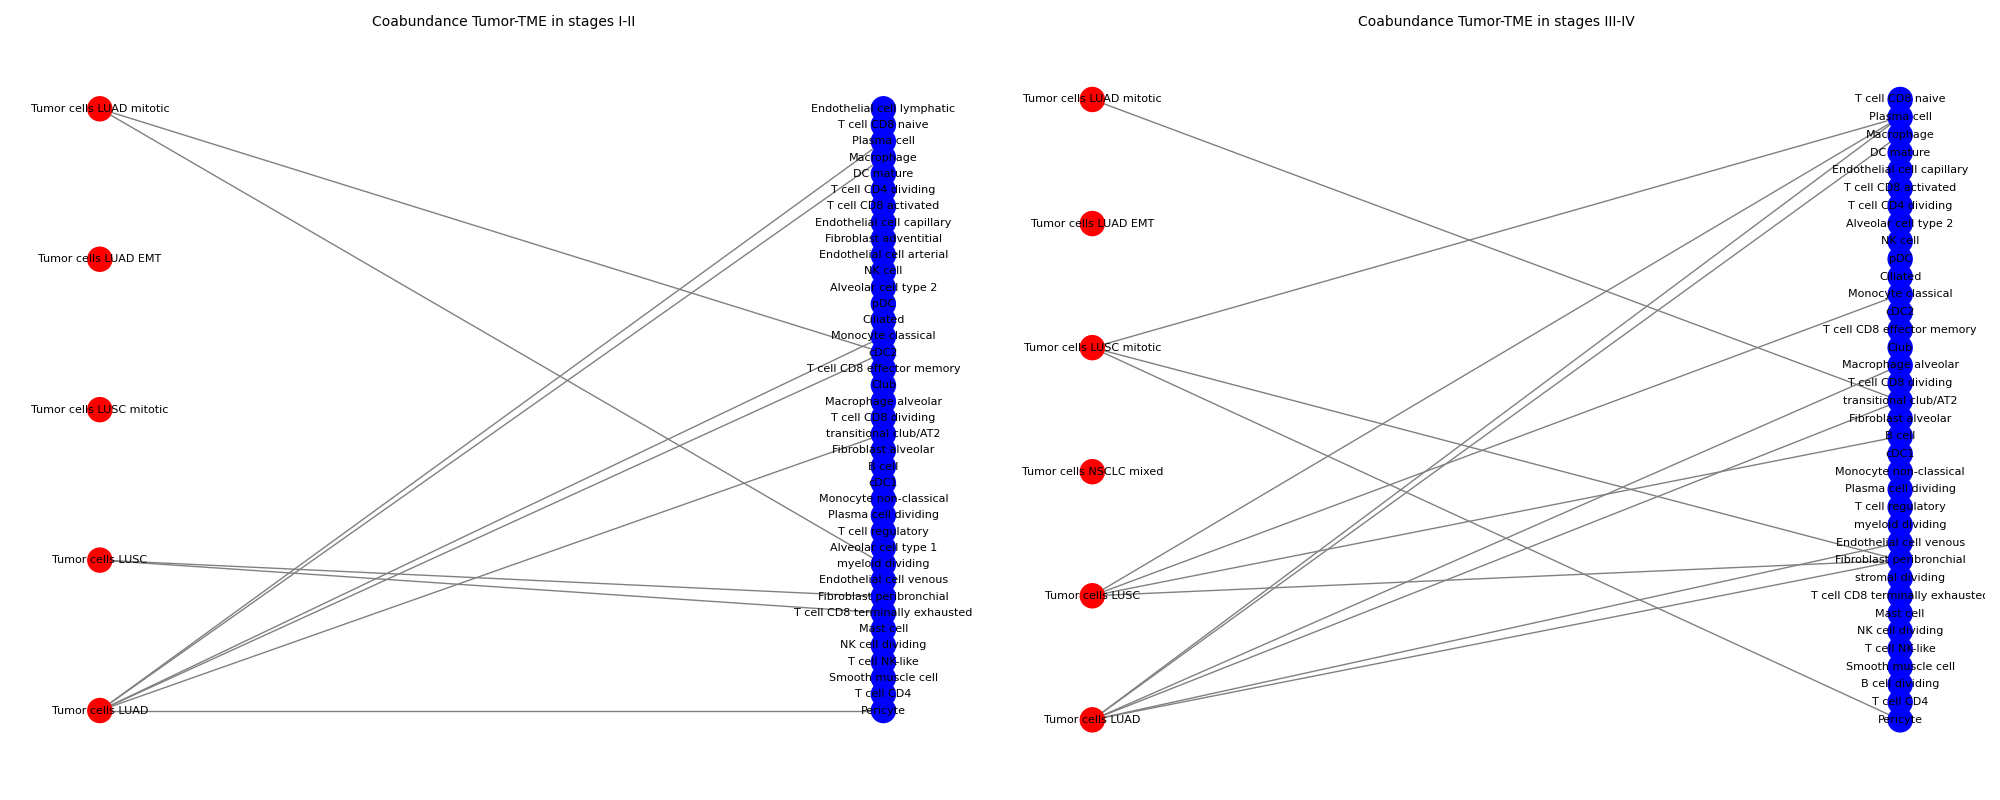 Coabundance Tumor-TME in stages I-II
Tumor cells LUAD mitotic
Tumor cells LUAD EMT
Tumor cells LUSC mitotic
Tumor cells LUSC
Tumor cells LUAD
Endothelial cell lymphatic
T cell CD8 naive
Plasma cell
Macrophage
DC mature
T cell CD4 dividing
T cell CD8 activated
Endothelial cell capillary
Fibroblast adventitial
Endothelial cell arterial
NK cell
Alveolar cell type 2
pDC
Ciliated
Monocyte classical
cDC2
T cell CD8 effector memory
Club
Macrophage alveolar
T cell CD8 dividing
transitional club/AT2
Fibroblast alveolar
B cell
cDC1
Monocyte non-classical
Plasma cell dividing
T cell regulatory
Alveolar cell type 1
myeloid dividing
Endothelial cell venous
Fibroblast peribronchial
T cell CD8 terminally exhausted
Mast cell
NK cell dividing
T cell NK-like
Smooth muscle cell
T cell CD4
Pericyte
Coabundance Tumor-TME in stages III-IV
Tumor cells LUAD mitotic
Tumor cells LUAD EMT
Tumor cells LUSC mitotic
Tumor cells NSCLC mixed
Tumor cells LUSC
Tumor cells LUAD
T cell CD8 naive
Plasma cell
Macrophage
DC mature
Endothelial cell capillary
T cell CD8 activated
T cell CD4 dividing
Alveolar cell type 2
NK cell
pDC
Ciliated
Monocyte classical
cDC2
T cell CD8 effector memory
Club
Macrophage alveolar
T cell CD8 dividing
transitional club/AT2
Fibroblast alveolar
B cell
cDC1
Monocyte non-classical
Plasma cell dividing
T cell regulatory
myeloid dividing
Endothelial cell venous
Fibroblast peribronchial
stromal dividing
T cell CD8 terminally exhausted
Mast cell
NK cell dividing
T cell NK-like
Smooth muscle cell
B cell dividing
T cell CD4
Pericyte